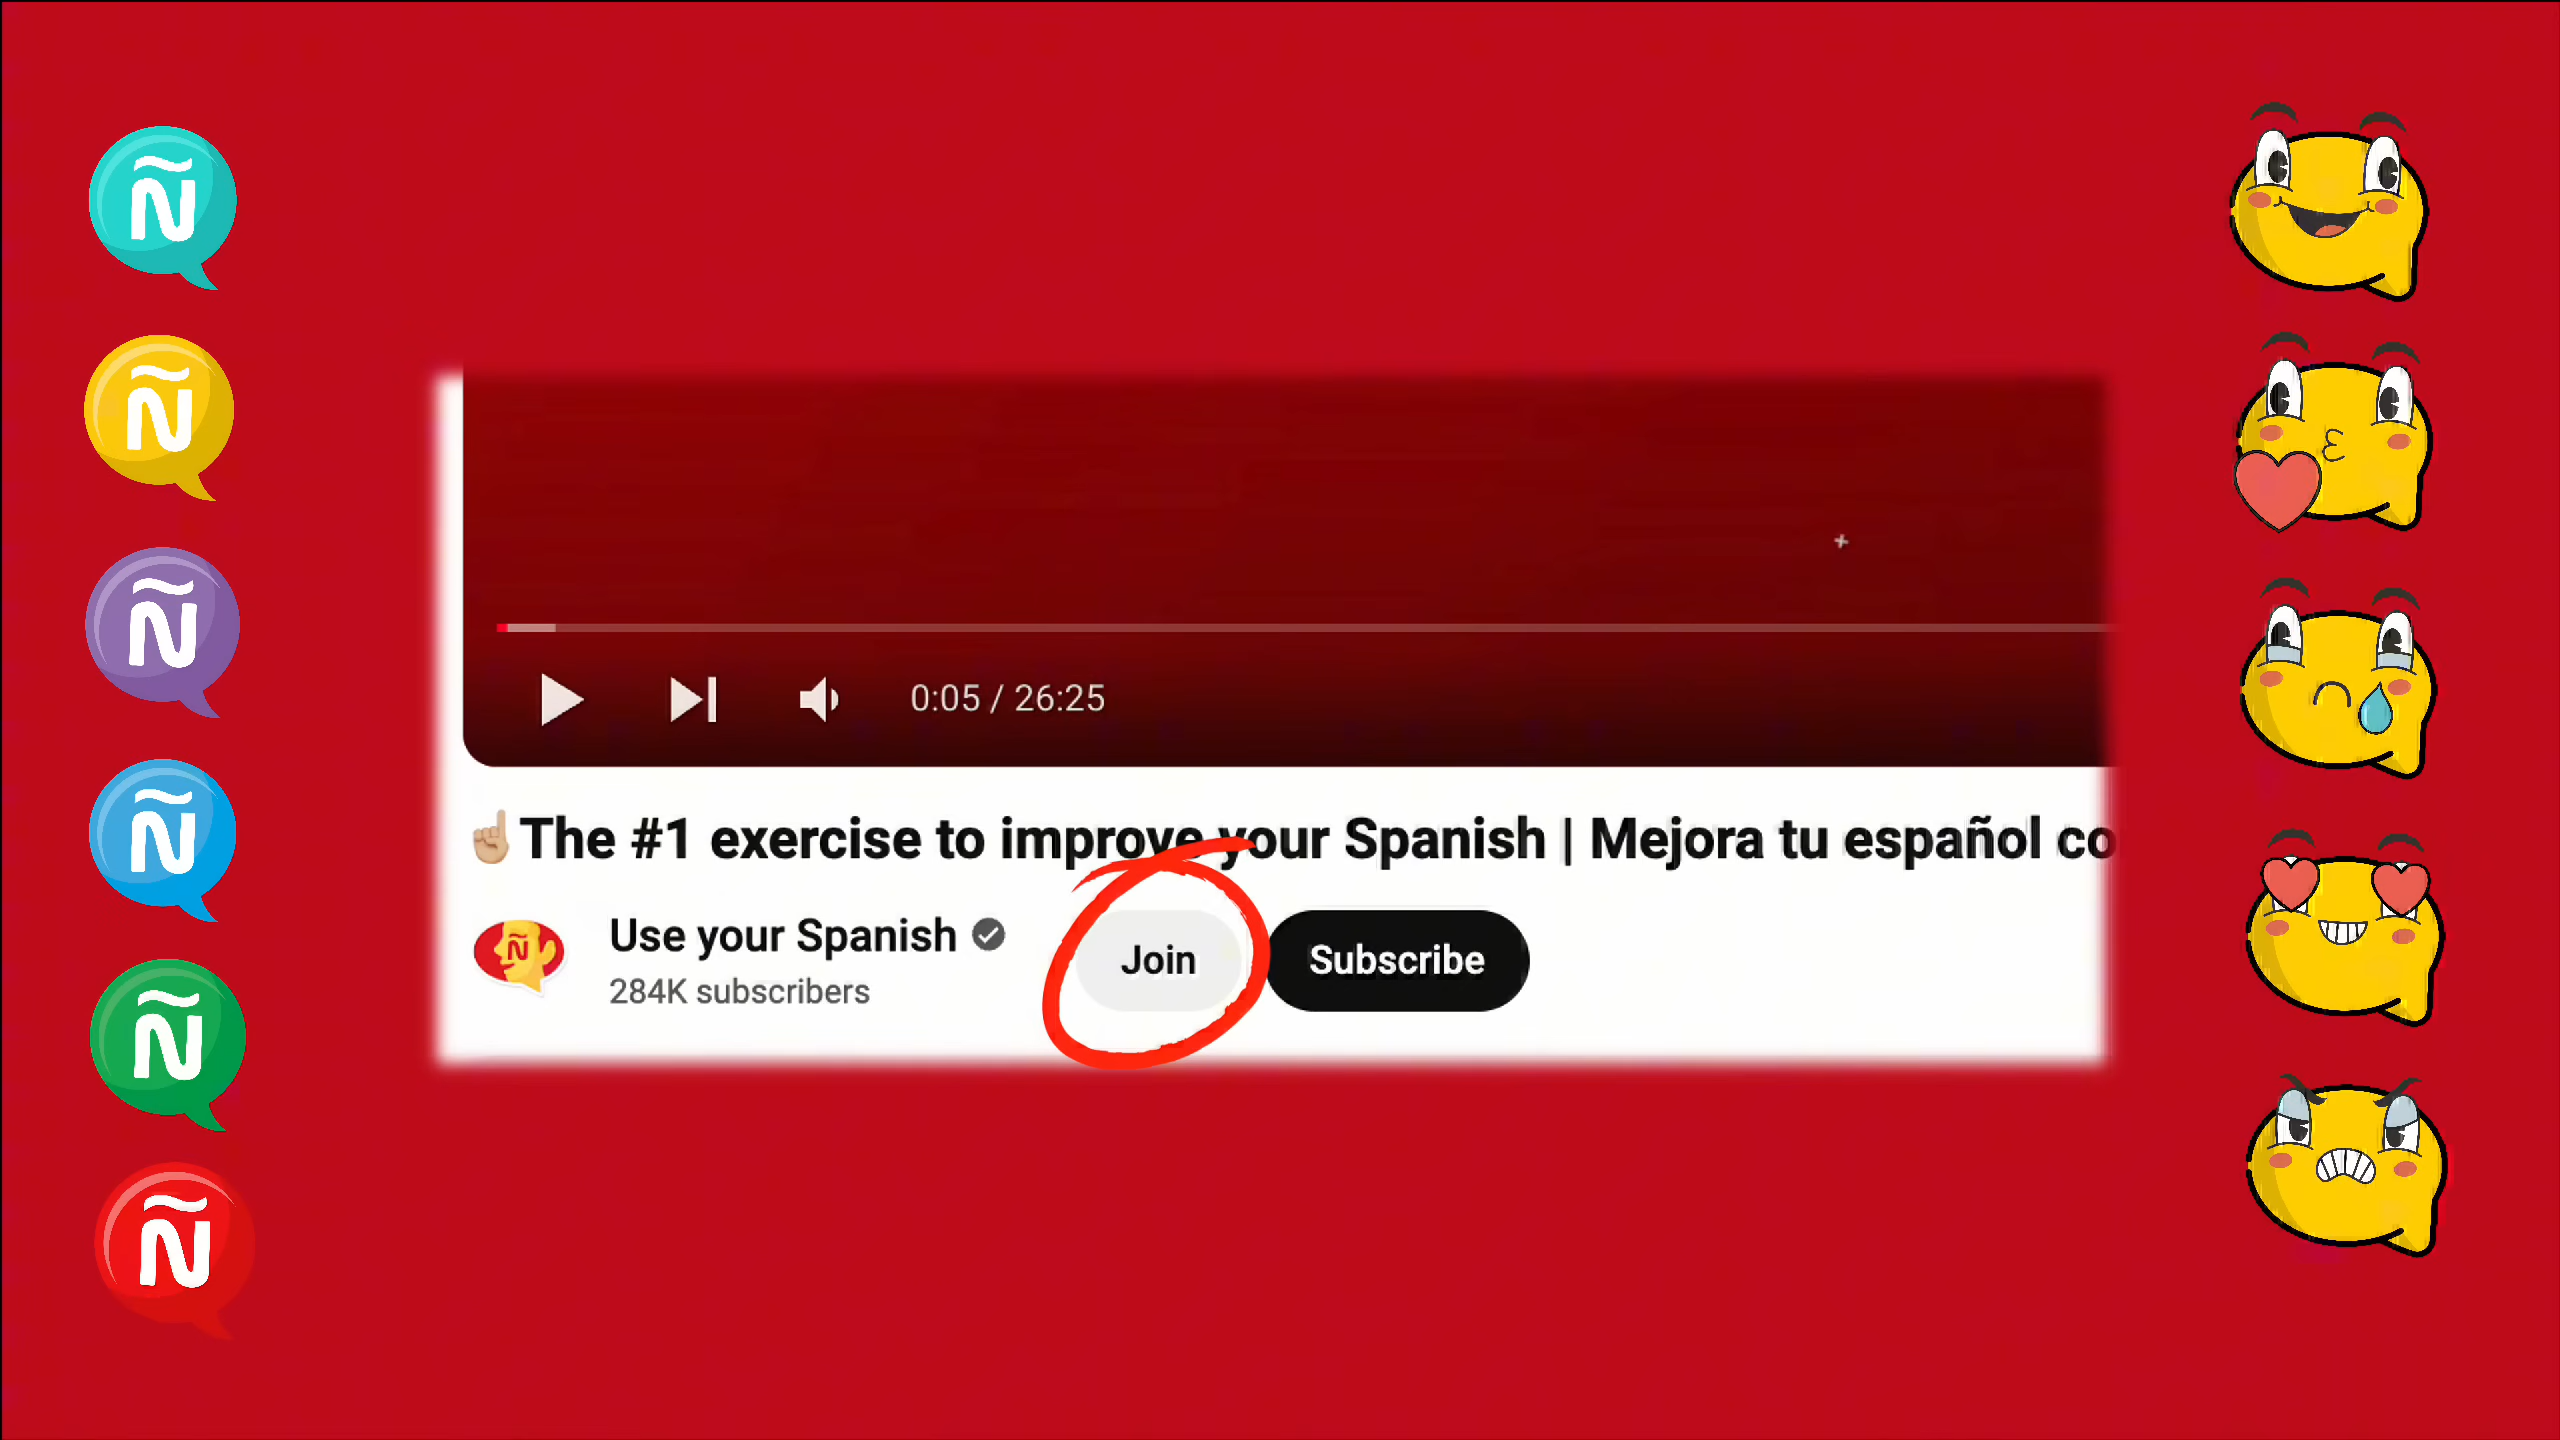 Ñ
Ñ
Ñ
Ñ
Ñ
Ñ
0:05 / 26:25
☝🏼The #1 exercise to improve your Spanish | Mejora tu español co
Ñ
Use your Spanish
284K subscribers
Join
Subscribe